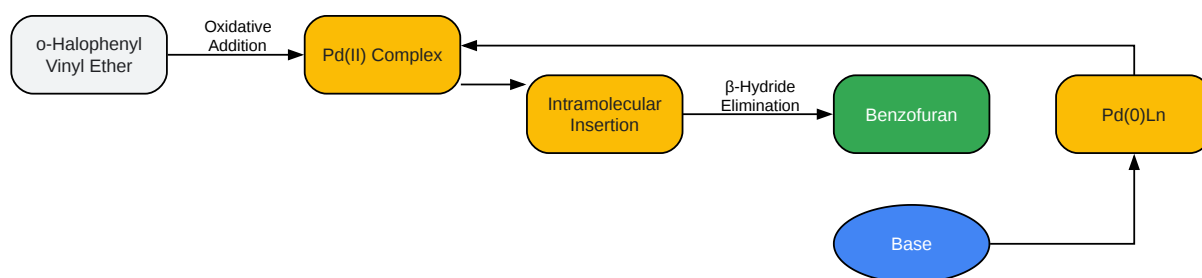 o-Halophenyl
Vinyl Ether
Oxidative
Addition
Pd(II) Complex
Intramolecular
Insertion
β-Hydride
Elimination
Benzofuran
Pd(0)Ln
Base